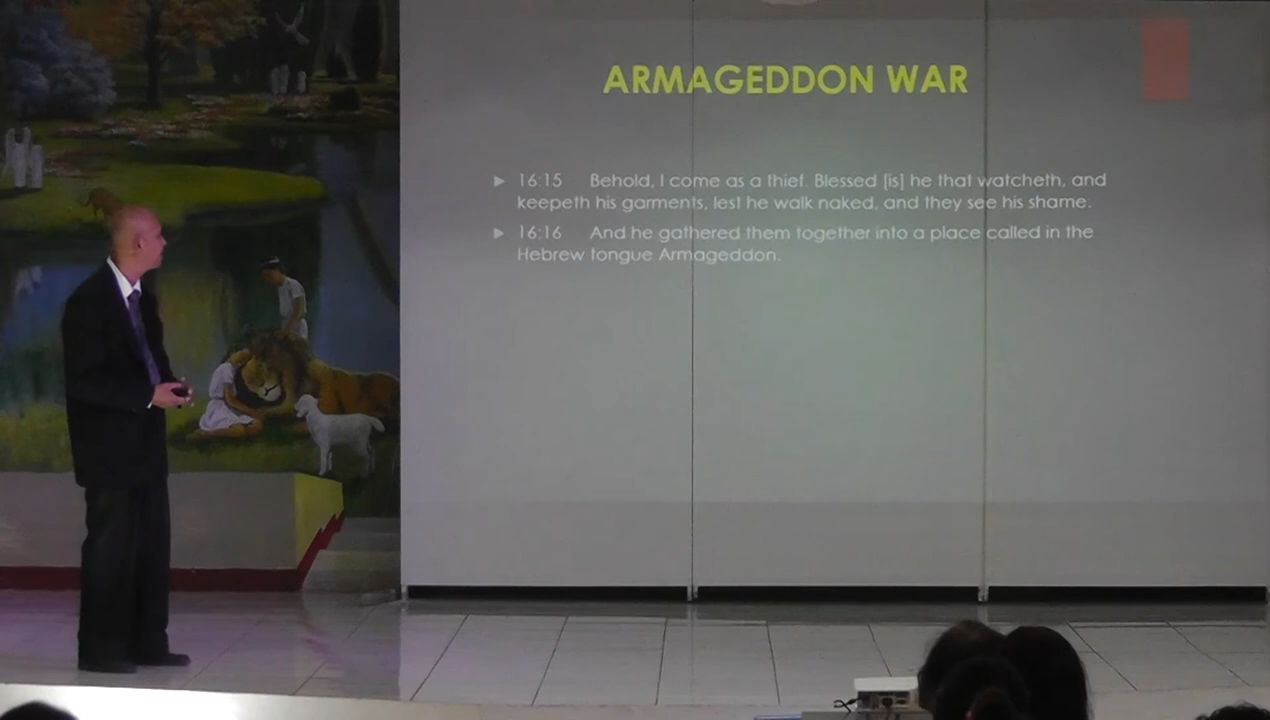 ARMAGEDDON WAR
16:15 Behold, I come as a thief. Blessed [is] he that watcheth, and
keepeth his garments, lest he walk naked, and they see his shame.
16:16 And he gathered them together into a place called in the
Hebrew tongue Armageddon.